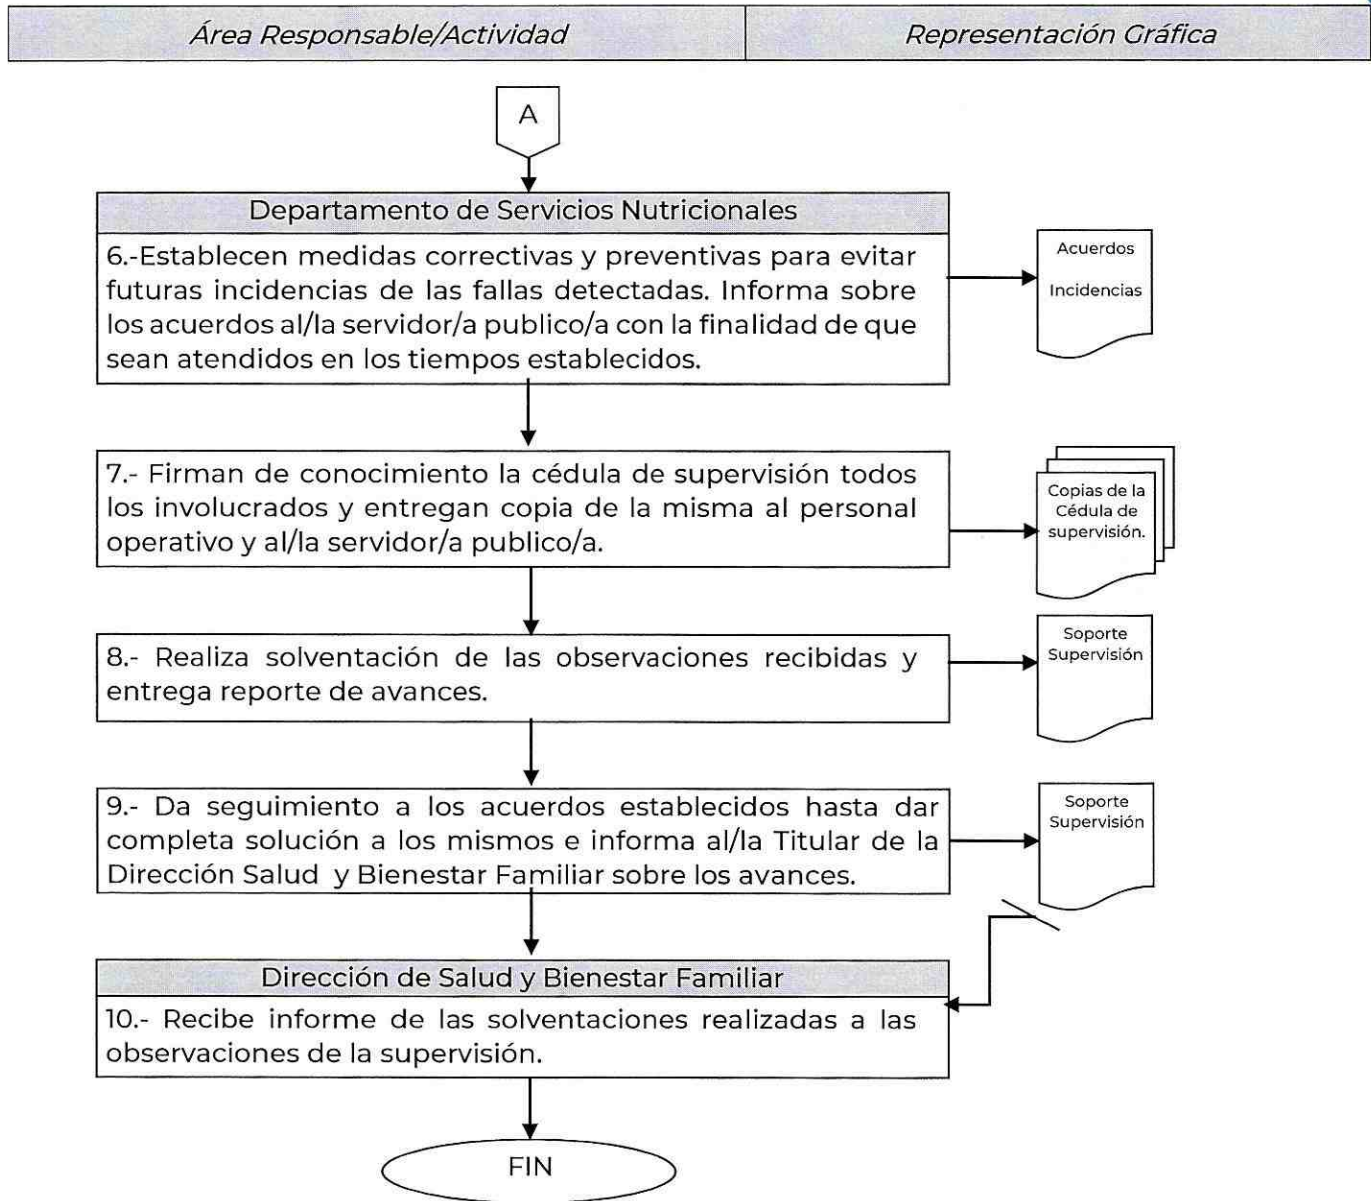 Área Responsable/Actividad
Representación Gráfica
A
Departamento de Servicios Nutricionales
6.-Establecen medidas correctivas y preventivas para evitar
futuras incidencias de las fallas detectadas. Informa sobre
los acuerdos al/la servidor/a publico/a con la finalidad de que
sean atendidos en los tiempos establecidos.
Acuerdos
Incidencias
7.- Firman de conocimiento la cédula de supervisión todos
los involucrados y entregan copia de la misma al personal
operativo y al/la servidor/a publico/a.
Copias de la
Cédula de
supervisión.
8.- Realiza solventación de las observaciones recibidas y
entrega reporte de avances.
Soporte
Supervisión
9.- Da seguimiento a los acuerdos establecidos hasta dar
completa solución a los mismos e informa al/la Titular de la
Dirección Salud y Bienestar Familiar sobre los avances.
Soporte
Supervisión
Dirección de Salud y Bienestar Familiar
10.- Recibe informe de las solventaciones realizadas a las
observaciones de la supervisión.
FIN